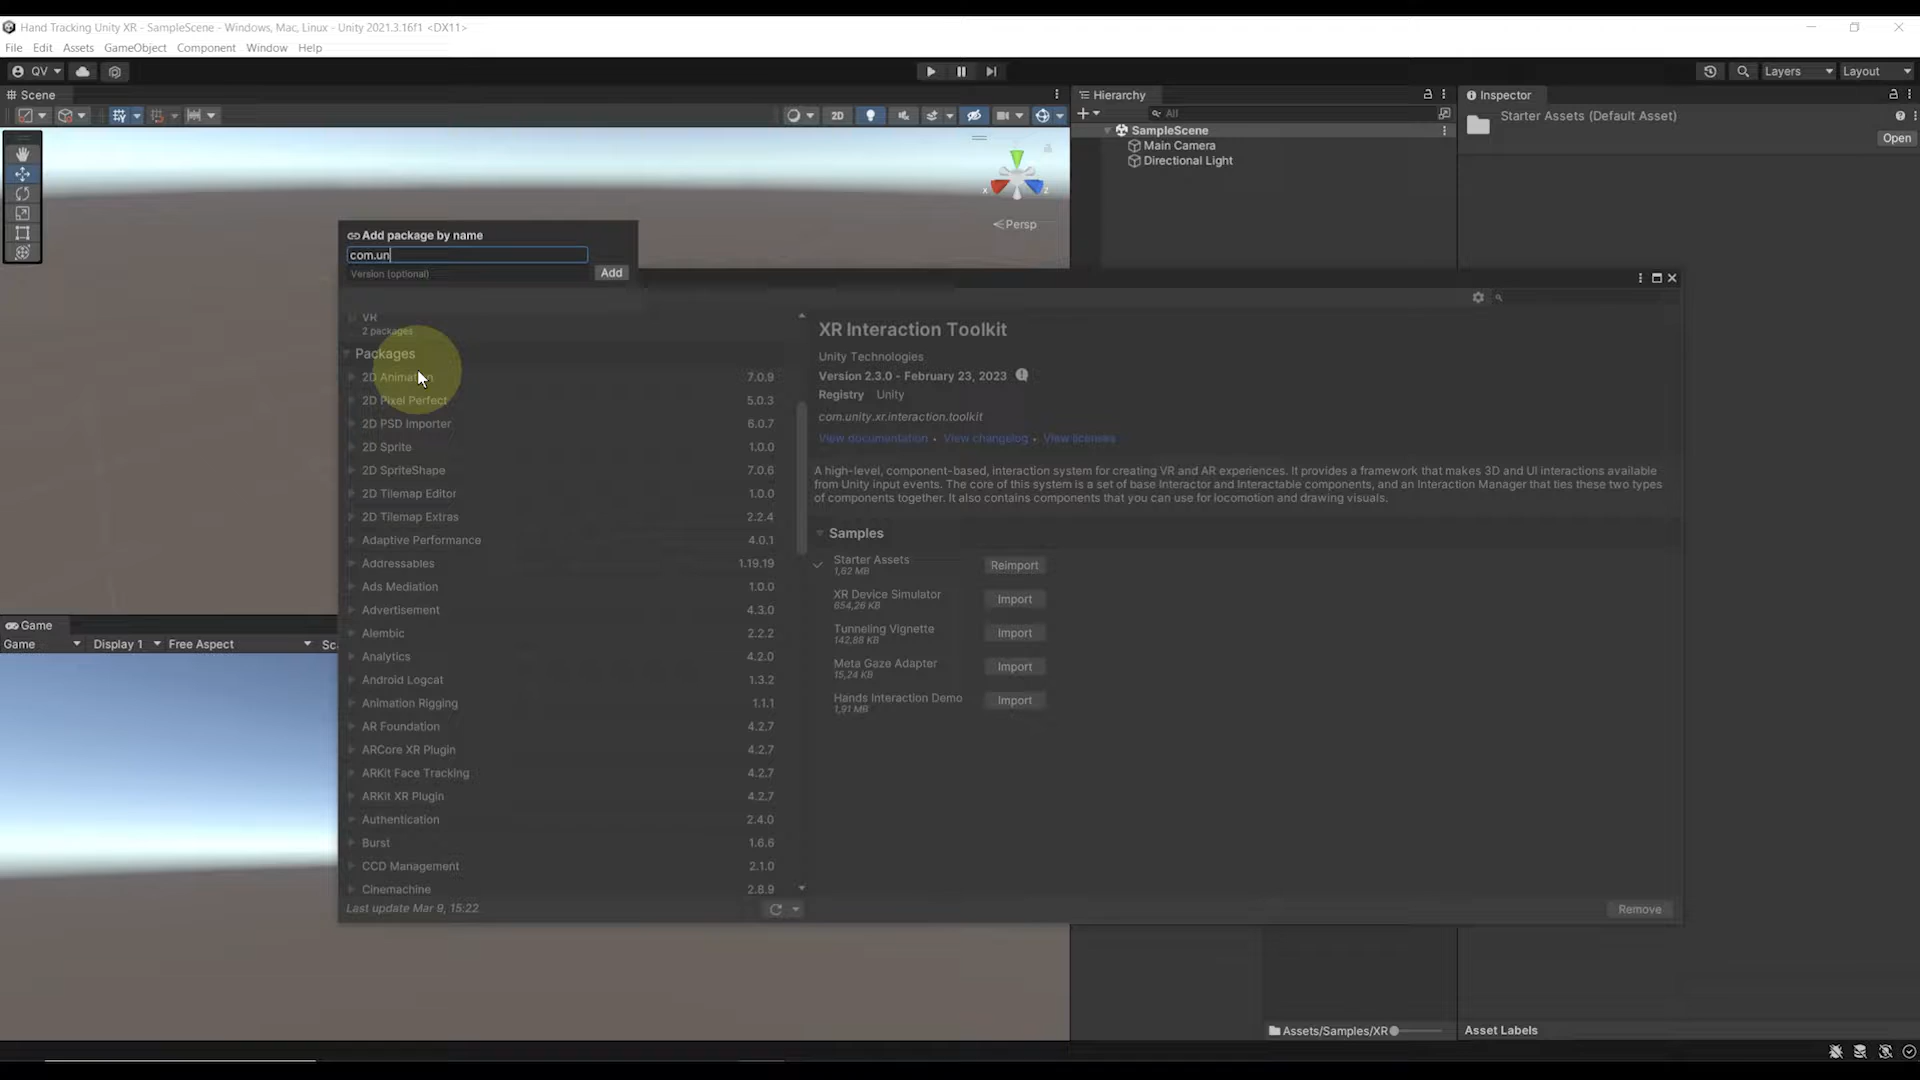 Hand Tracking Unity XR - SampleScene - Windows, Mac, Linux - Unity 2021.3.16f1 <DX11>
File Edit Assets GameObject Component Window Help
QV
Layers
Layout
Scene
2D
Persp
Hierarchy
All
SampleScene
Main Camera
Directional Light
Inspector
Starter Assets (Default Asset)
Open
Add package by name
com.un
Version (optional)
Add
VR
2 packages
Packages
2D Animation 7.0.9
2D Pixel Perfect 5.0.3
2D PSD Importer 6.0.7
2D Sprite 1.0.0
2D SpriteShape 7.0.6
2D Tilemap Editor 1.0.0
2D Tilemap Extras 2.2.4
Adaptive Performance 4.0.1
Addressables 1.19.19
Ads Mediation 1.0.0
Advertisement 4.3.0
Alembic 2.2.2
Analytics 4.2.0
Android Logcat 1.3.2
Animation Rigging 1.1.1
AR Foundation 4.2.7
ARCore XR Plugin 4.2.7
ARKit Face Tracking 4.2.7
ARKit XR Plugin 4.2.7
Authentication 2.4.0
Burst 1.6.6
CCD Management 2.1.0
Cinemachine 2.8.9
Last update Mar 9, 15:22
XR Interaction Toolkit
Unity Technologies
Version 2.3.0 - February 23, 2023
Registry Unity
com.unity.xr.interaction.toolkit
View documentation • View changelog • View licenses
A high-level, component-based, interaction system for creating VR and AR experiences. It provides a framework that makes 3D and UI interactions available
from Unity input events. The core of this system is a set of base Interactor and Interactable components, and an Interaction Manager that ties these two types
of components together. It also contains components that you can use for locomotion and drawing visuals.
Samples
Starter Assets Reimport
1,82 MB
XR Device Simulator Import
654,26 KB
Tunneling Vignette Import
142,88 KB
Meta Gaze Adapter Import
15,24 KB
Hands Interaction Demo Import
1,91 MB
Remove
Game
Game Display 1 Free Aspect Sc
Assets/Samples/XR
Asset Labels